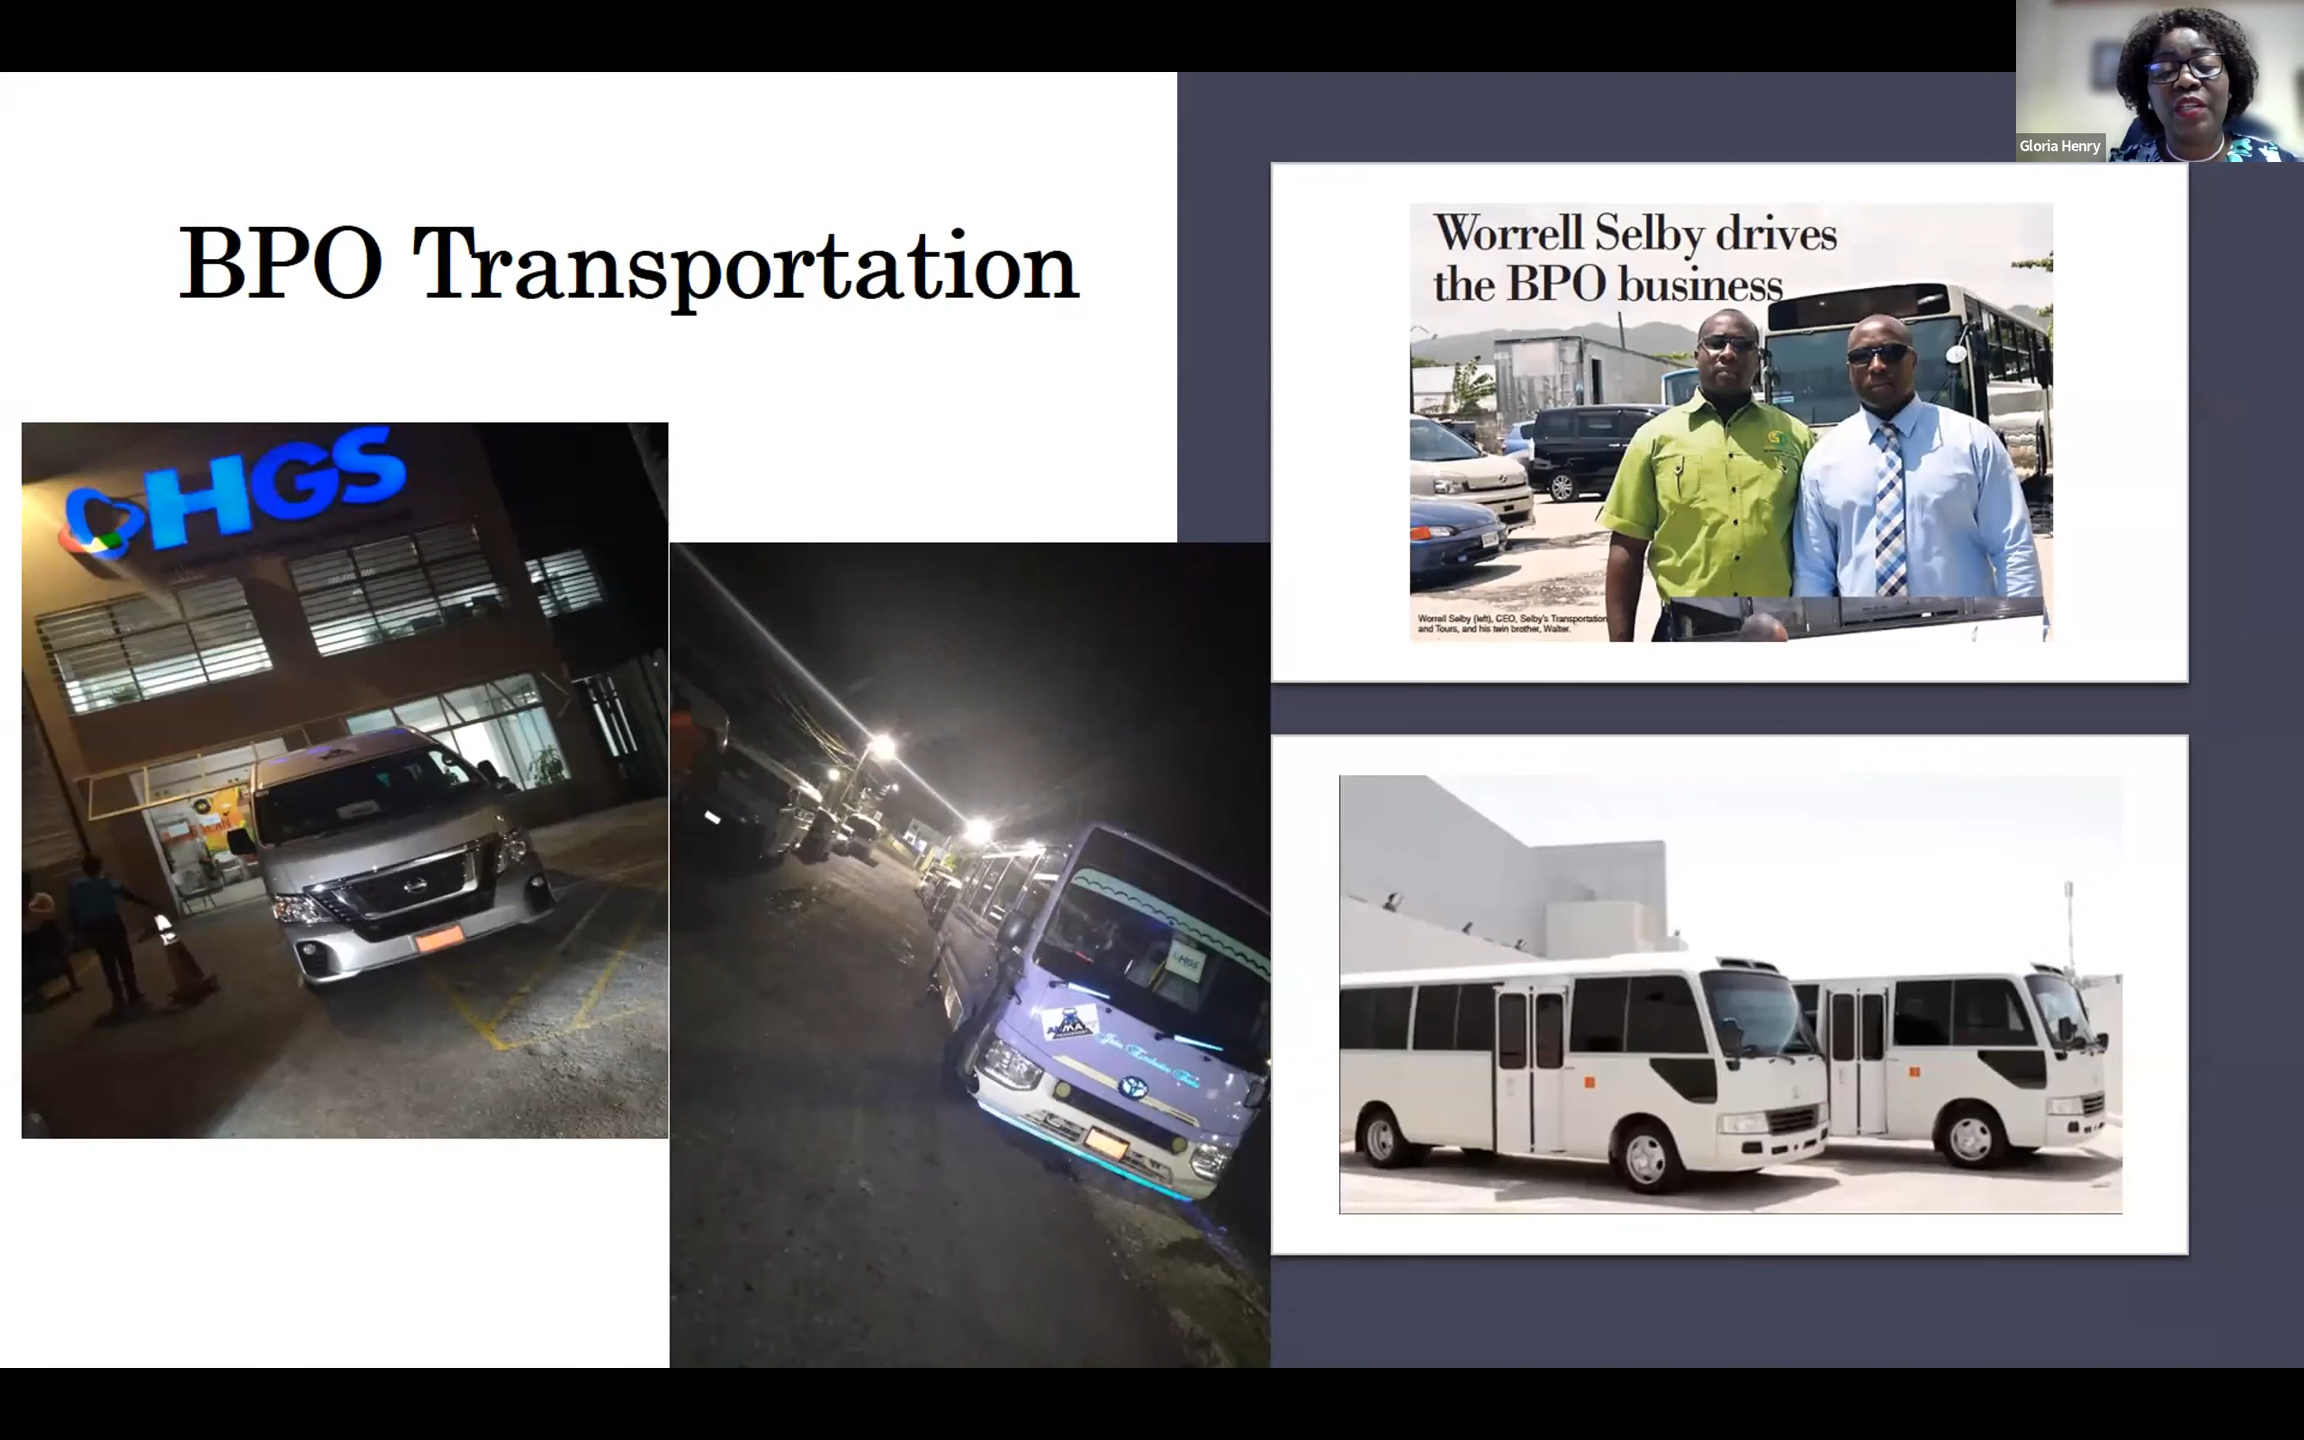 Gloria Henry
BPO Transportation
Worrell Selby drives
the BPO business
Worrell Selby (left), CEO, Selby's Transportation
and Tours, and his twin brother, Walter.
HGS
HGS